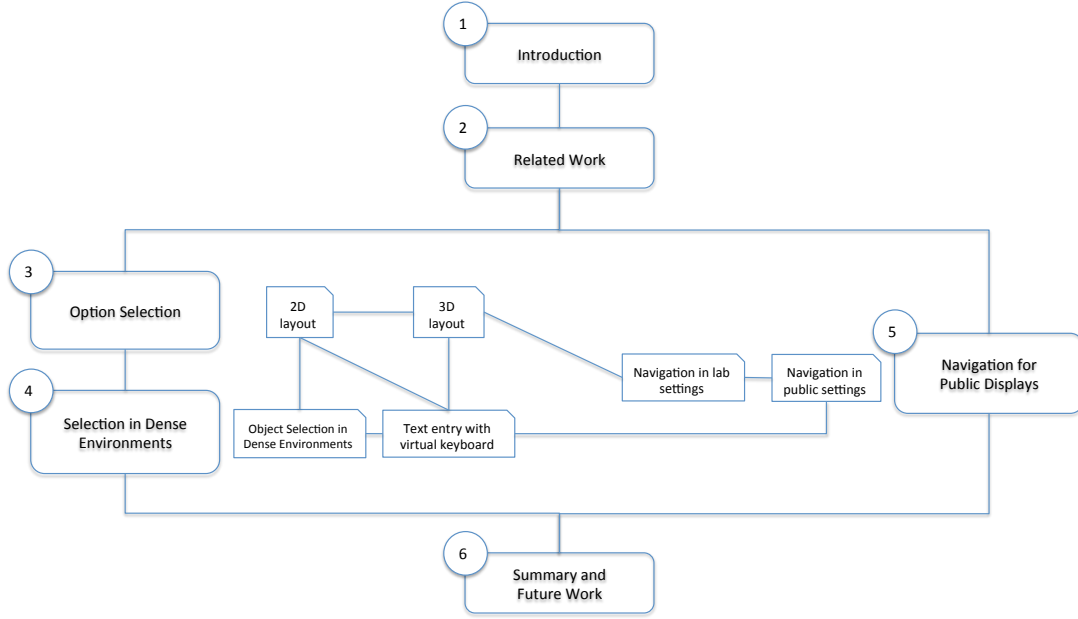 1
Introduction
2
Related Work
3
Option Selection
2D
layout
3D
layout
5
Navigation for
Public Displays
Navigation in lab
settings
Navigation in
public settings
4
Selection in Dense
Environments
Object Selection in
Dense Environments
Text entry with
virtual keyboard
6
Summary and
Future Work